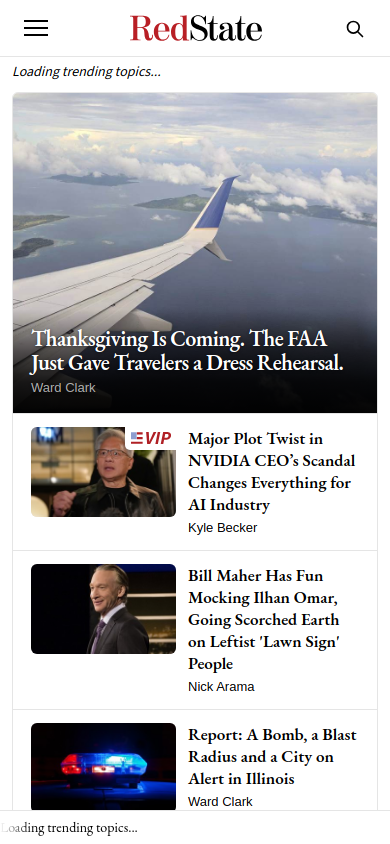 RedState
Loading trending topics...
Thanksgiving Is Coming. The FAA
Just Gave Travelers a Dress Rehearsal.
Ward Clark
VIP
Major Plot Twist in
NVIDIA CEO’s Scandal
Changes Everything for
AI Industry
Kyle Becker
Bill Maher Has Fun
Mocking Ilhan Omar,
Going Scorched Earth
on Leftist 'Lawn Sign'
People
Nick Arama
Report: A Bomb, a Blast
Radius and a City on
Alert in Illinois
Ward Clark
Loading trending topics...